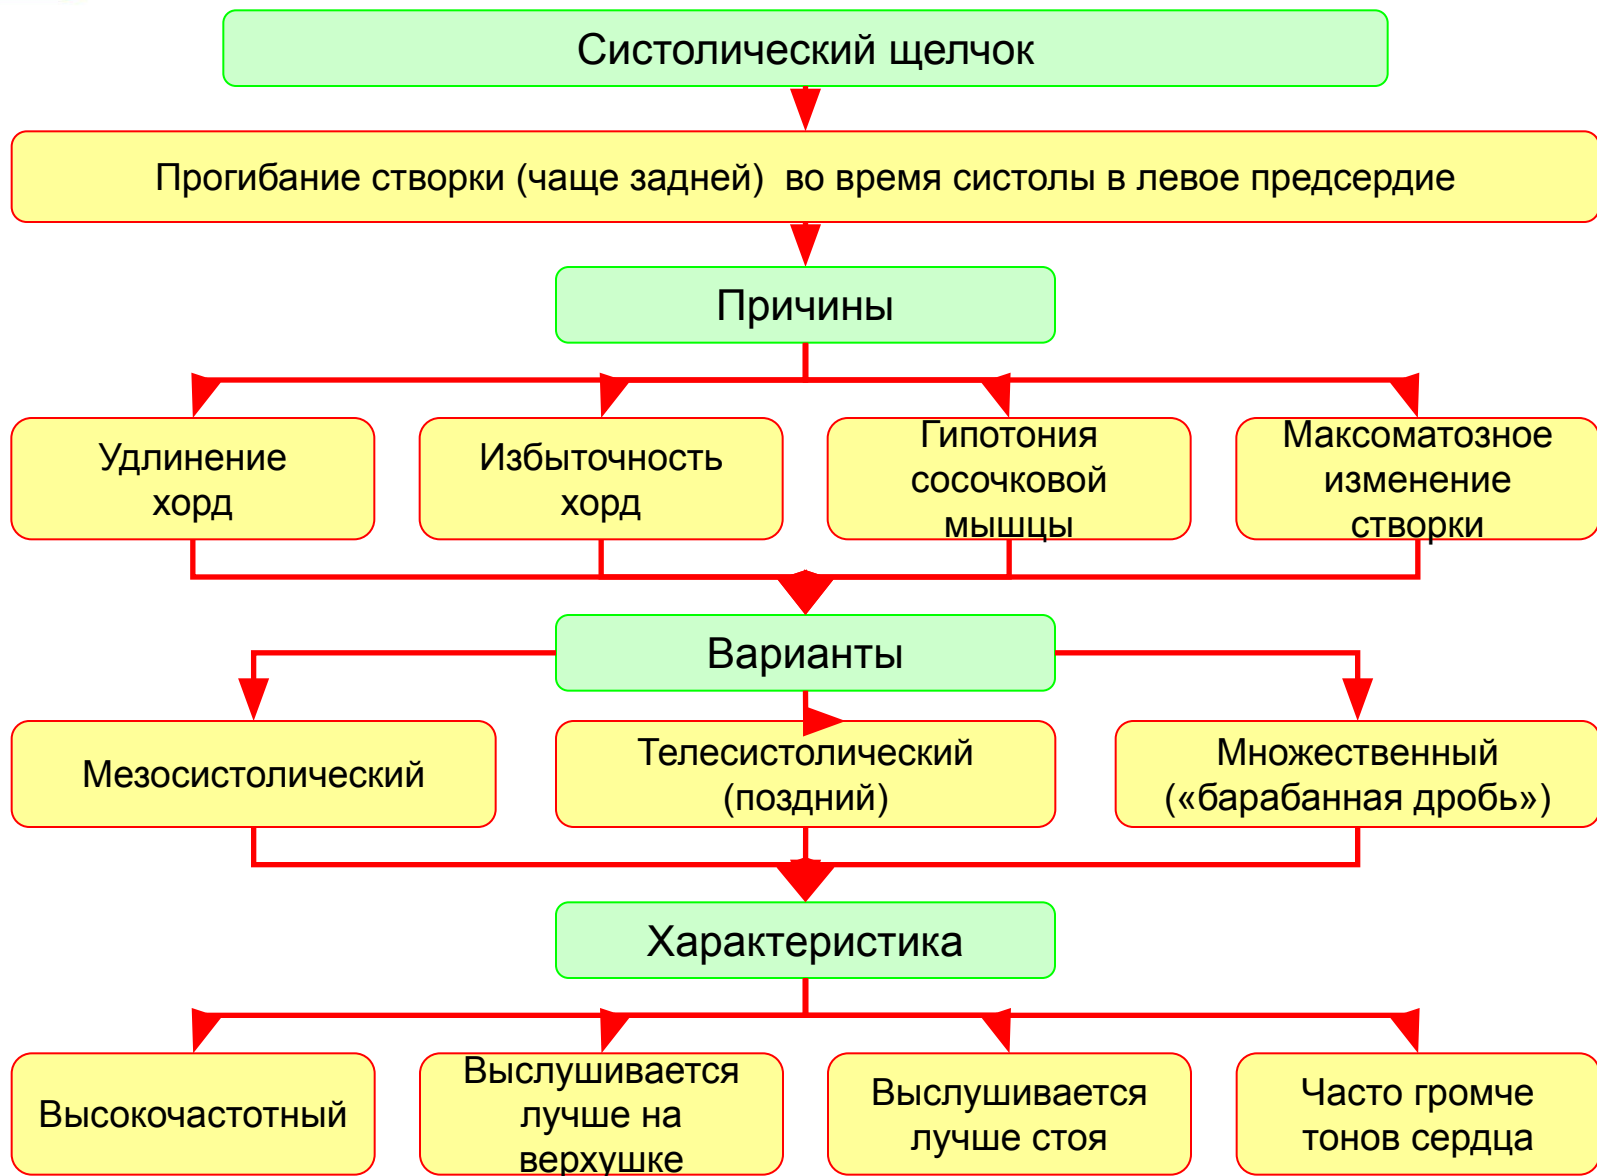 Систолический щелчок
Прогибание створки (чаще задней) во время систолы в левое предсердие
Причины
Удлинение
хорд
Избыточность
хорд
Гипотония
сосочковой
мышцы
Максоматозное
изменение
створки
Варианты
Мезосистолический
Телесистолический
(поздний)
Множественный
(«барабанная дробь»)
Характеристика
Высокочастотный
Выслушивается
лучше на
верхушке
Выслушивается
лучше стоя
Часто громче
тонов сердца